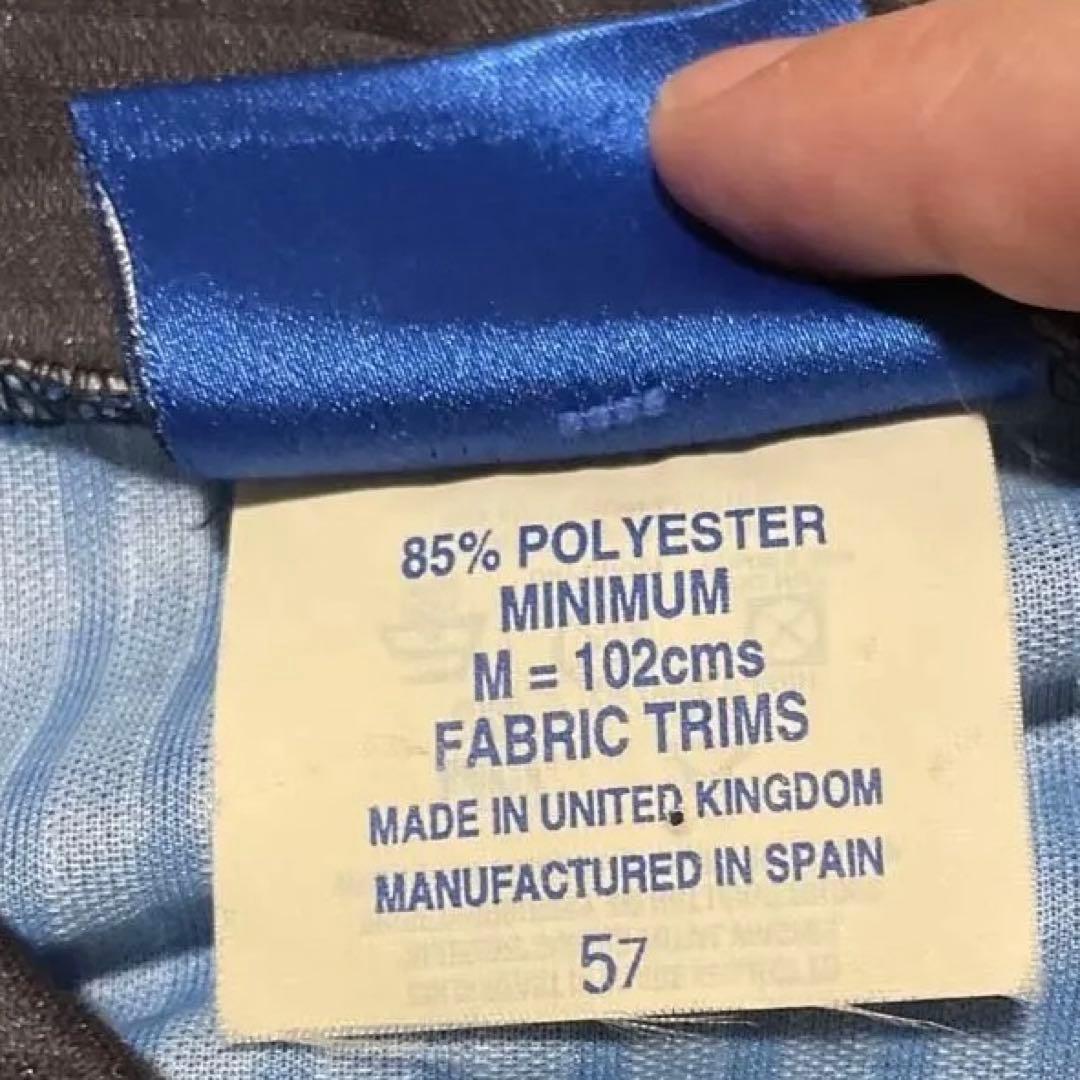 85% POLYESTER
MINIMUM
M = 102cms
FABRIC TRIMS
MADE IN UNITED KINGDOM
MANUFACTURED IN SPAIN
57